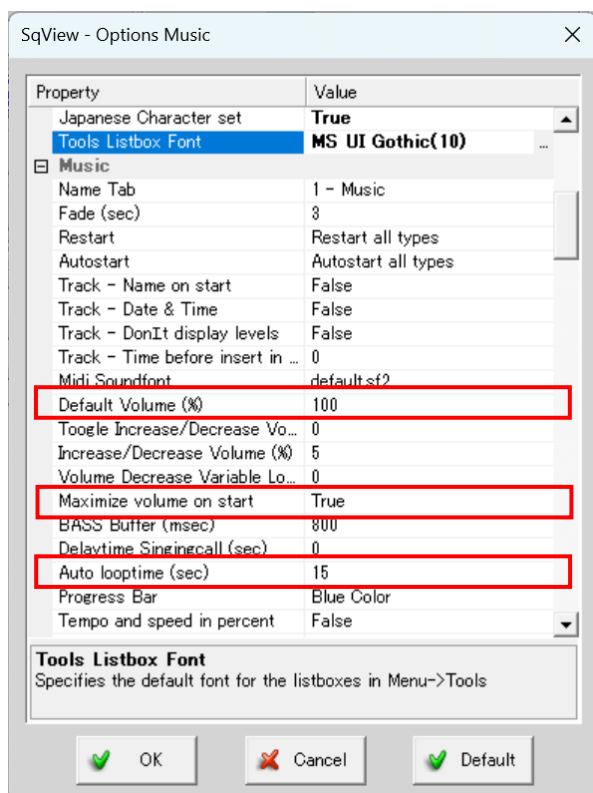 SqView - Options Music
Property Value
Japanese Character set True
Tools Listbox Font MS UI Gothic(10) ...
Music
Name Tab 1 - Music
Fade (sec) 3
Restart Restart all types
Autostart Autostart all types
Track - Name on start False
Track - Date & Time False
Track - DonIt display levels False
Track - Time before insert in ... 0
Midi Soundfont default.sf2
Default Volume (%) 100
Toogle Increase/Decrease Vo... 0
Increase/Decrease Volume (%) 5
Volume Decrease Variable Lo... 0
Maximize volume on start True
BASS Buffer (msec) 800
Delaytime Singingcall (sec) 0
Auto looptime (sec) 15
Progress Bar Blue Color
Tempo and speed in percent False
Tools Listbox Font
Specifies the default font for the listboxes in Menu->Tools
OK Cancel Default